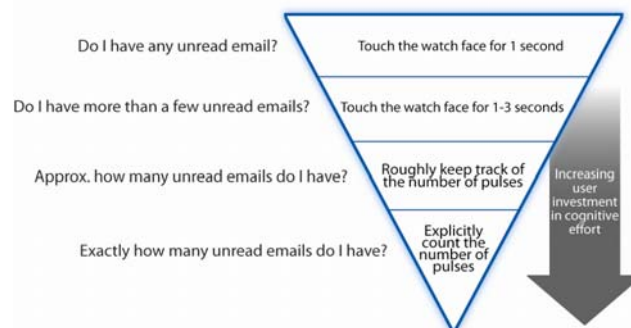 Do I have any unread email?
Touch the watch face for 1 second
Do I have more than a few unread emails?
Touch the watch face for 1-3 seconds
Approx. how many unread emails do I have?
Roughly keep track of
the number of pulses
Exactly how many unread emails do I have?
Explicitly
count the
number of
pulses
Increasing
user
investment
in cognitive
effort